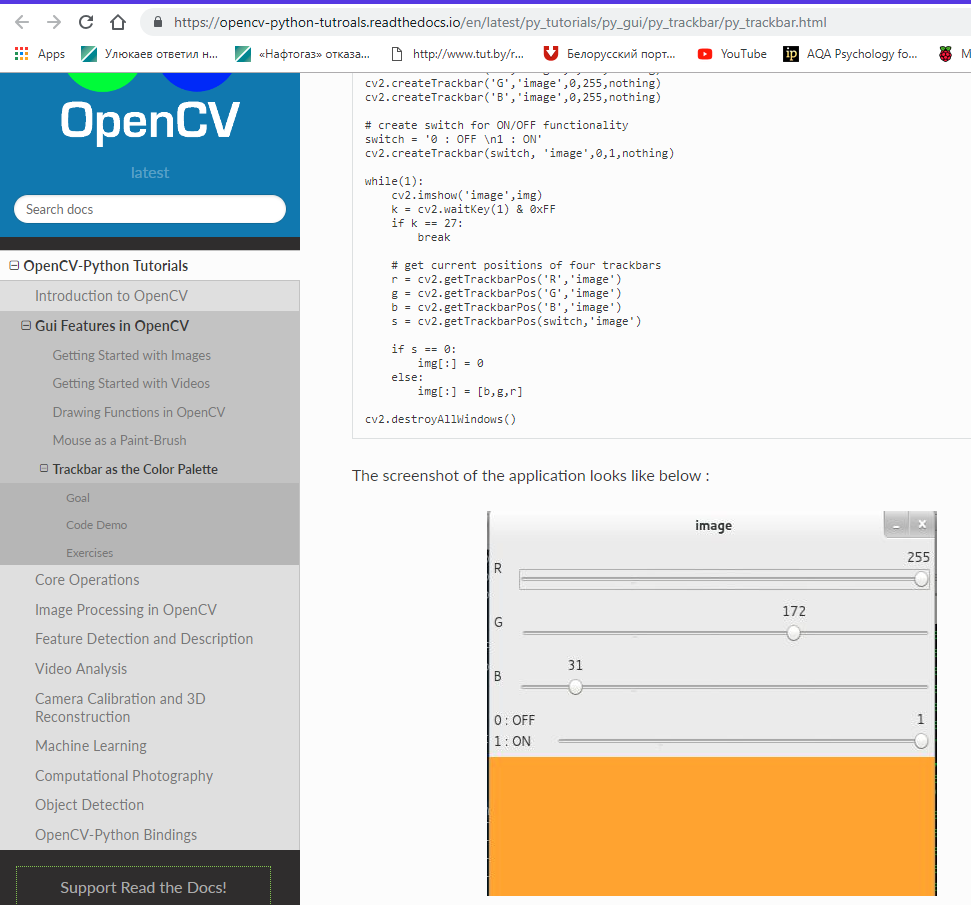 https://opencv-python-tutroals.readthedocs.io/en/latest/py_tutorials/py_gui/py_trackbar/py_trackbar.html
Apps
Улюкаев ответил н...
«Нафтогаз» отказа...
http://www.tut.by/r...
Белорусский порт...
YouTube
ip
AQA Psychology fo...
M
OpenCV
latest
Search docs
OpenCV-Python Tutorials
Introduction to OpenCV
Gui Features in OpenCV
Getting Started with Images
Getting Started with Videos
Drawing Functions in OpenCV
Mouse as a Paint-Brush
Trackbar as the Color Palette
Goal
Code Demo
Exercises
Core Operations
Image Processing in OpenCV
Feature Detection and Description
Video Analysis
Camera Calibration and 3D
Reconstruction
Machine Learning
Computational Photography
Object Detection
OpenCV-Python Bindings
Support Read the Docs!
cv2.createTrackbar('G','image',0,255,nothing)
cv2.createTrackbar('B','image',0,255,nothing)
# create switch for ON/OFF functionality
switch = '0 : OFF \n1 : ON'
cv2.createTrackbar(switch, 'image',0,1,nothing)
while(1):
    cv2.imshow('image',img)
    k = cv2.waitKey(1) & 0xFF
    if k == 27:
        break
    # get current positions of four trackbars
    r = cv2.getTrackbarPos('R','image')
    g = cv2.getTrackbarPos('G','image')
    b = cv2.getTrackbarPos('B','image')
    s = cv2.getTrackbarPos(switch,'image')
    if s == 0:
        img[:] = 0
    else:
        img[:] = [b,g,r]
cv2.destroyAllWindows()
The screenshot of the application looks like below :
image
255
R
172
G
31
B
0 : OFF
1
1 : ON